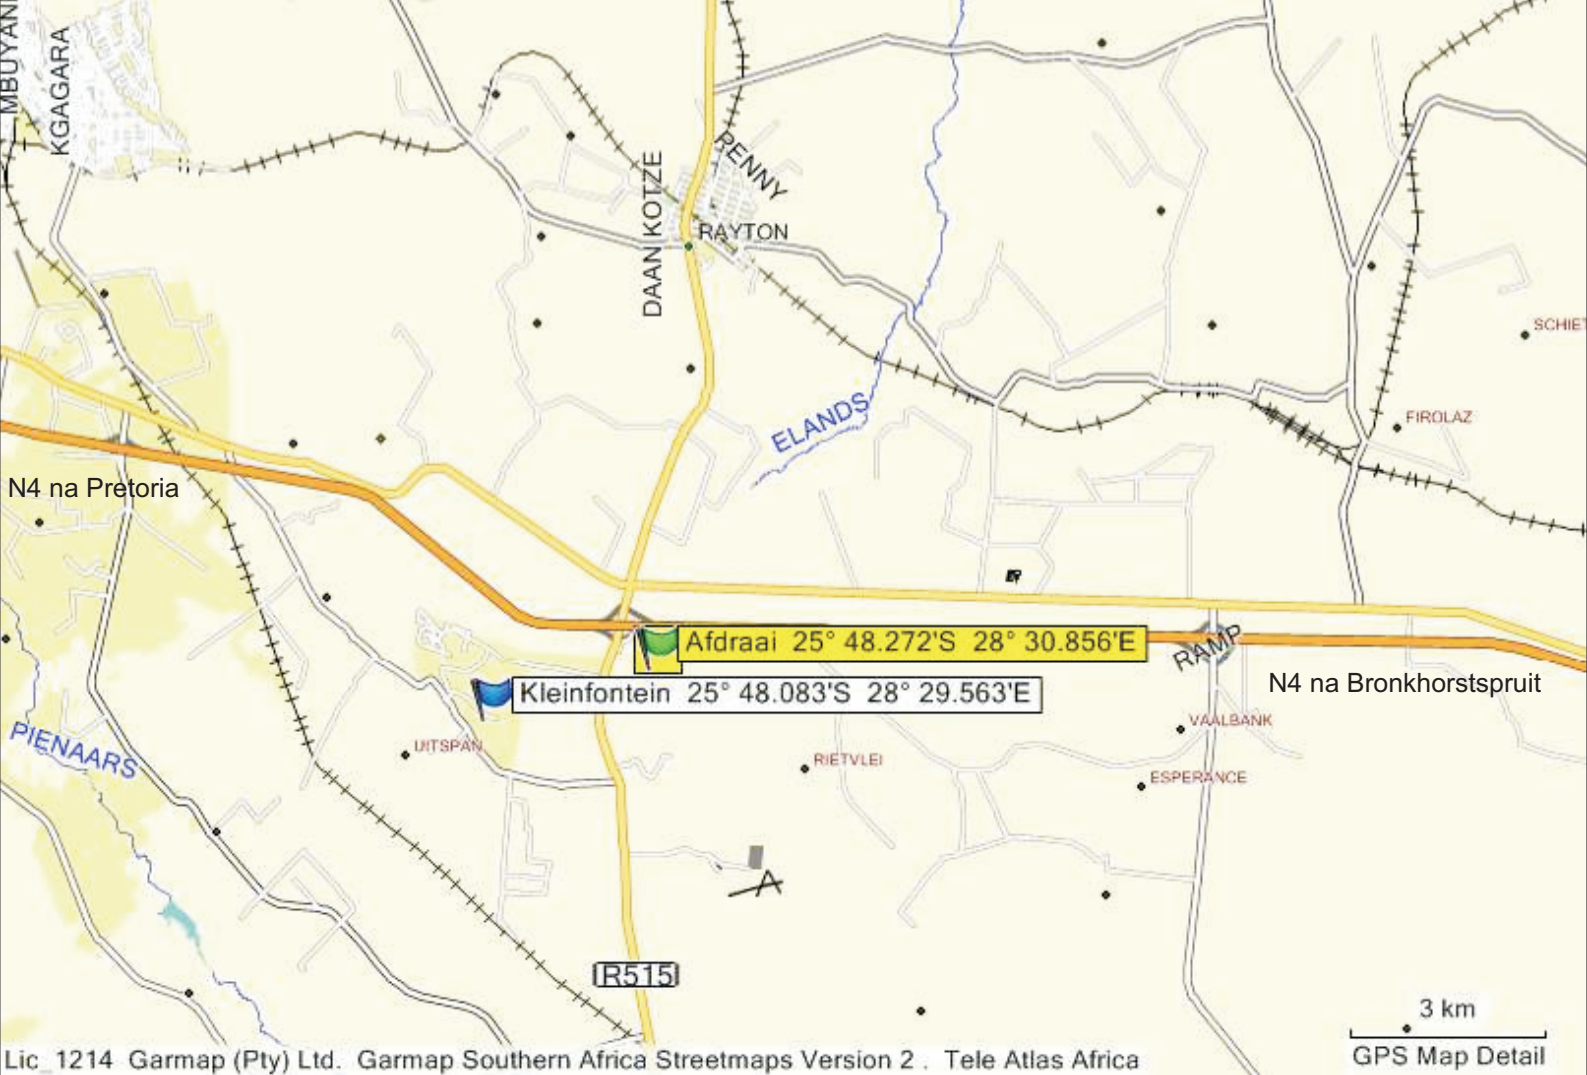 MBUYANI
KGAGARA
PENNY
DAAN KOTZE
RAYTON
SCHIET
ELANDS
FIROLAZ
N4 na Pretoria
Afdraai 25° 48.272'S 28° 30.856'E
RAMP
Kleinfontein 25° 48.083'S 28° 29.563'E
N4 na Bronkhorstspruit
VAALBANK
PIENAARS
UITSPAN
RIETVLEI
ESPERANCE
R515
3 km
GPS Map Detail
Lic_1214 Garmap (Pty) Ltd. Garmap Southern Africa Streetmaps Version 2 . Tele Atlas Africa